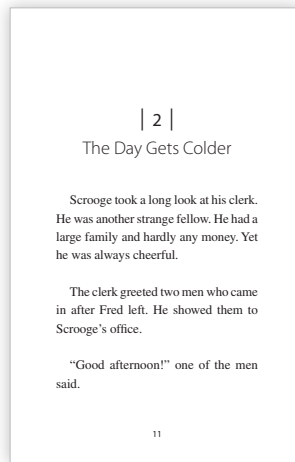 | 2 |
The Day Gets Colder
Scrooge took a long look at his clerk.
He was another strange fellow. He had a
large family and hardly any money. Yet
he was always cheerful.
The clerk greeted two men who came
in after Fred left. He showed them to
Scrooge’s office.
“Good afternoon!” one of the men
said.
11